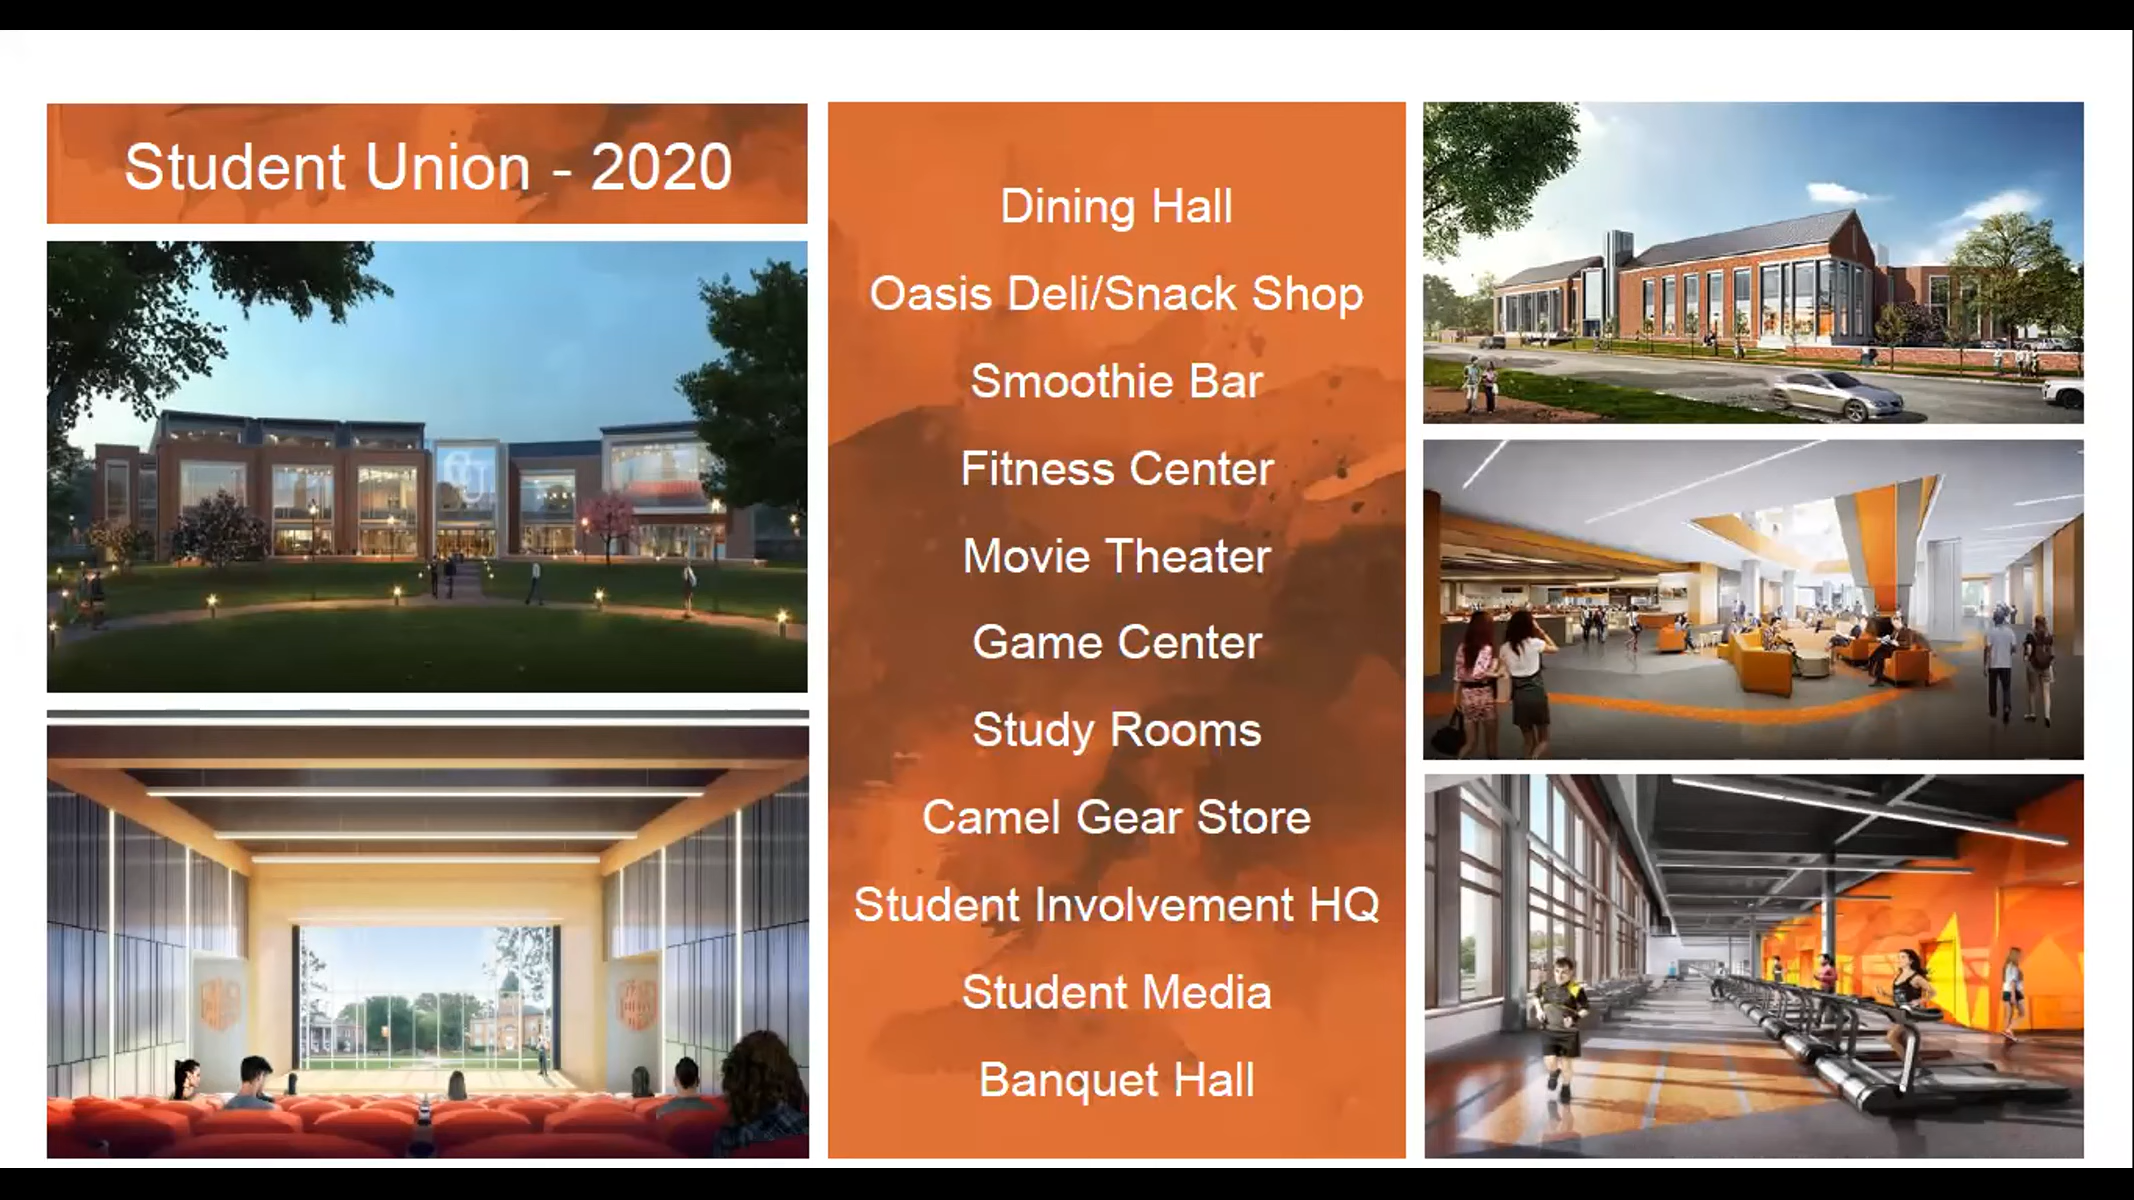 Student Union - 2020
Dining Hall
Oasis Deli/Snack Shop
Smoothie Bar
Fitness Center
Movie Theater
Game Center
Study Rooms
Camel Gear Store
Student Involvement HQ
Student Media
Banquet Hall
CU